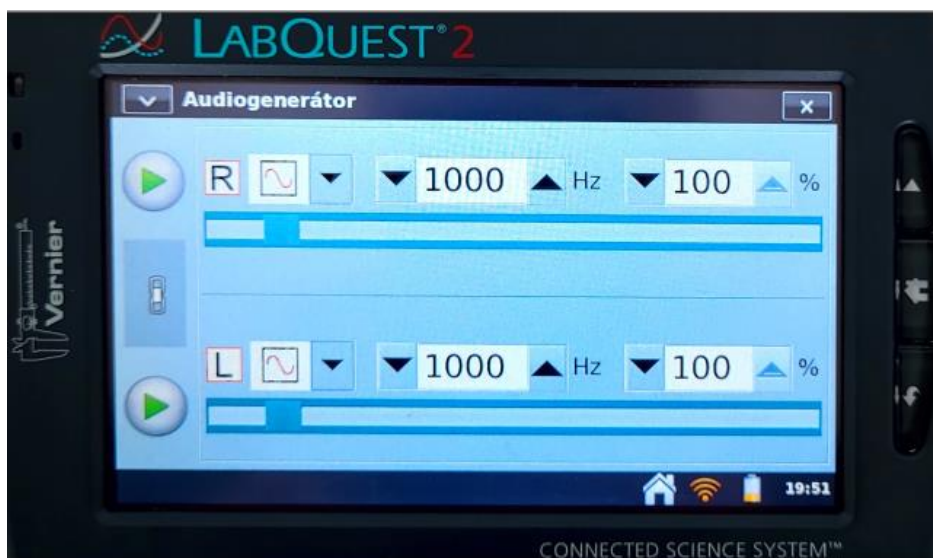 LABQUEST® 2
Audiogenerátor
R 1000 Hz 100 %
Vernier
L 1000 Hz 100 %
19:51
CONNECTED SCIENCE SYSTEM™